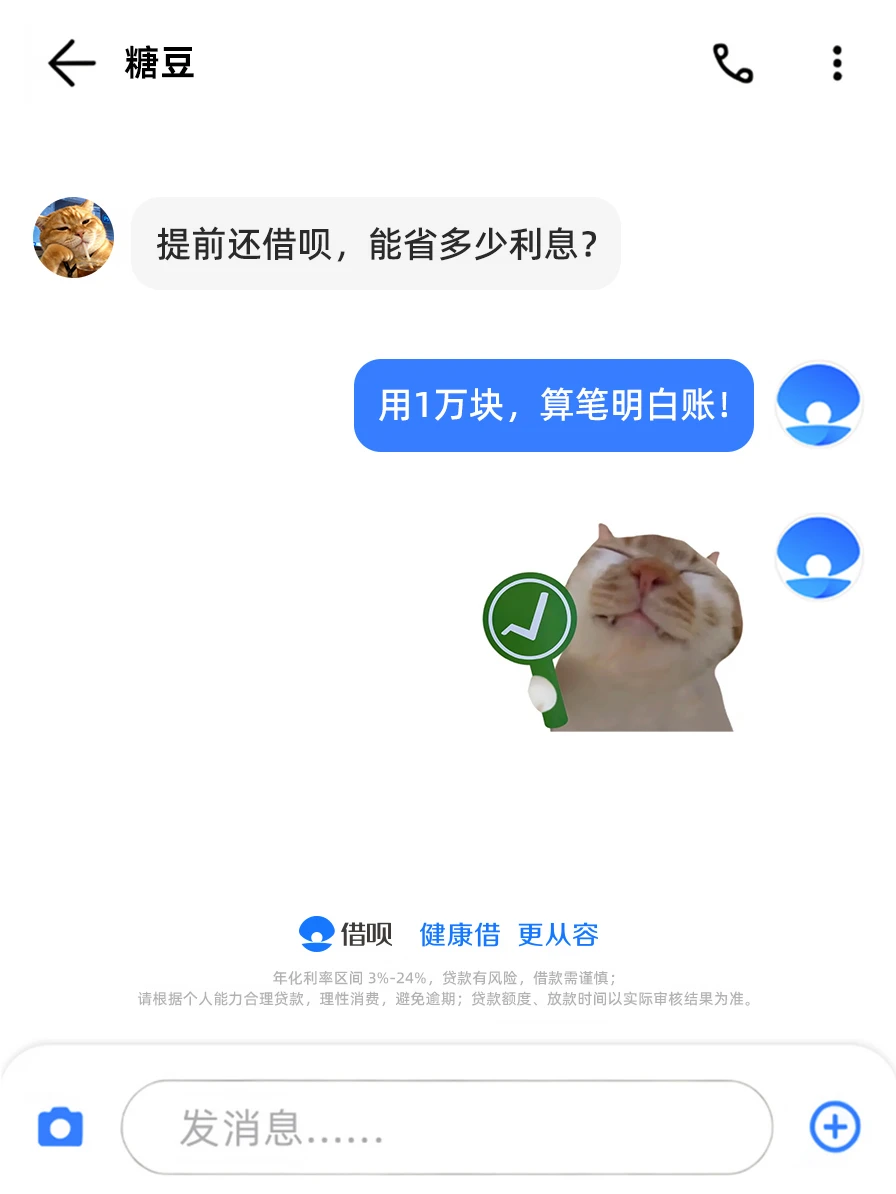 糖豆
提前还借呗，能省多少利息？
用1万块，算笔明白账！
借呗 健康借 更从容
年化利率区间 3%-24%，贷款有风险，借款需谨慎；
请根据个人能力合理贷款，理性消费，避免逾期；贷款额度、放款时间以实际审核结果为准。
发消息......